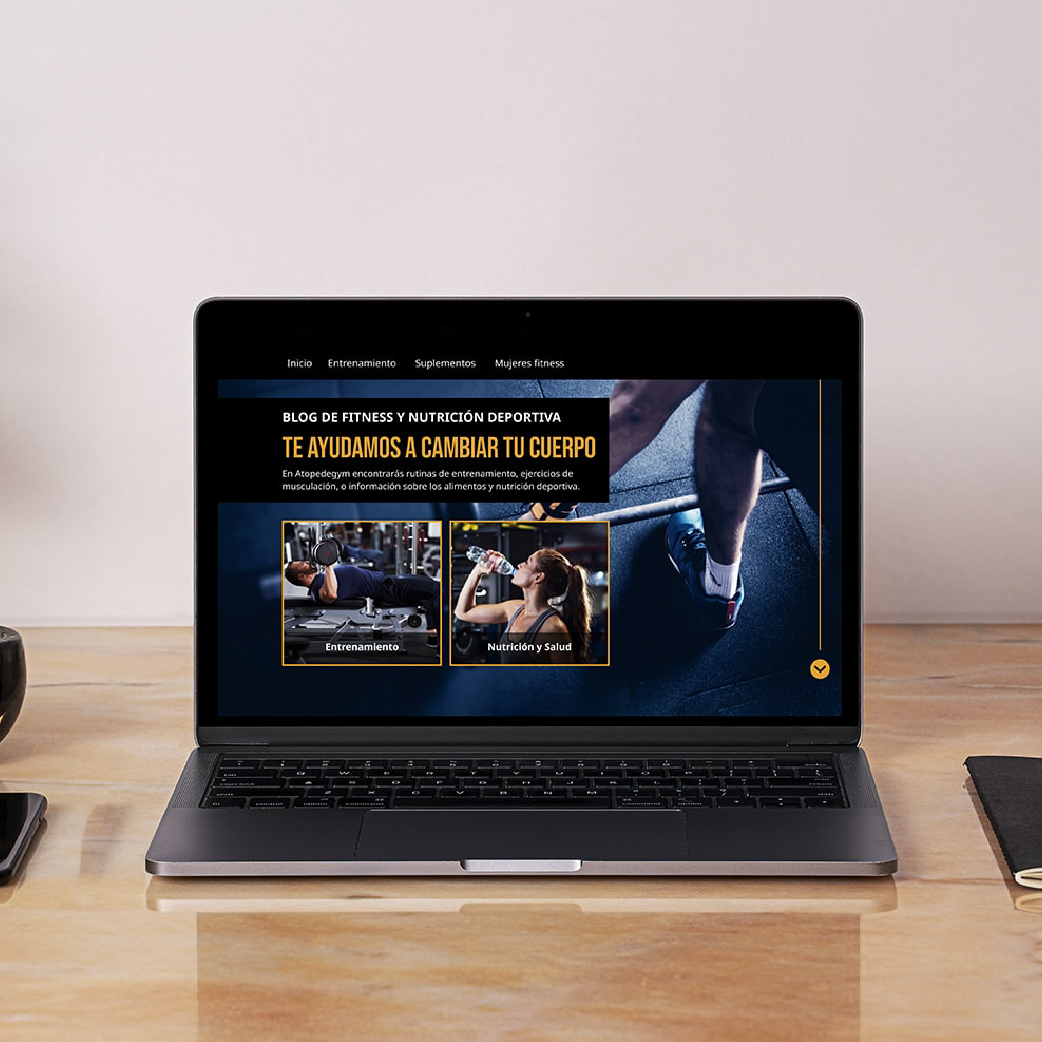 Inicio Entrenamiento Suplementos Mujeres fitness
BLOG DE FITNESS Y NUTRICIÓN DEPORTIVA
TE AYUDAMOS A CAMBIAR TU CUERPO
En Atopedegym encontrarás rutinas de entrenamiento, ejercicios de
musculación, o información sobre los alimentos y nutrición deportiva.
Entrenamiento
Nutrición y Salud